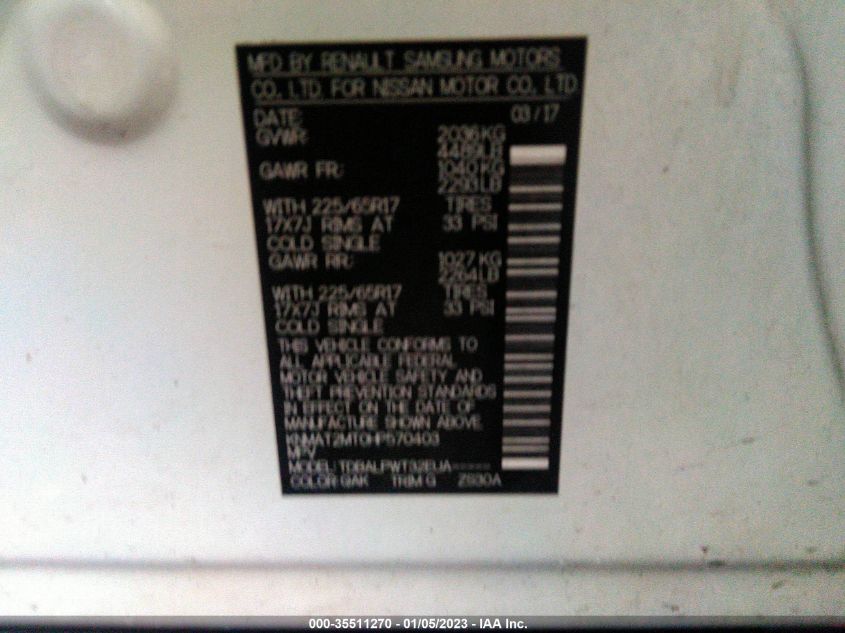 MFD BY RENAULT SAMSUNG MOTORS
CO., LTD. FOR NISSAN MOTOR CO., LTD.
DATE: 03/17
GVWR: 2036KG
4489LB
GAWR FR: 1040KG
2293LB
WITH 225/65R17 TIRES
17X7J RIMS AT 33 PSI
COLD SINGLE
GAWR RR: 1027KG
2264LB
WITH 225/65R17 TIRES
17X7J RIMS AT 33 PSI
COLD SINGLE
THIS VEHICLE CONFORMS TO
ALL APPLICABLE FEDERAL
MOTOR VEHICLE SAFETY AND
THEFT PREVENTION STANDARDS
IN EFFECT ON THE DATE OF
MANUFACTURE SHOWN ABOVE.
KNMAT2MT0HP570403
MPV
MODEL: TDBALPWT32EUA-----
COLOR QAK TRIM G ZS30A
000-35511270 - 01/05/2023 - IAA Inc.